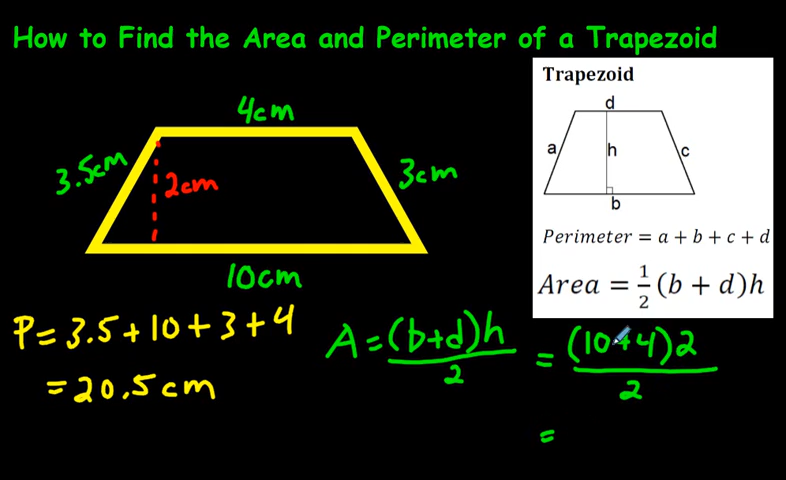 How to Find the Area and Perimeter of a Trapezoid
Trapezoid
d
a
h
c
b
Perimeter = a + b + c + d
Area = 1/2 (b + d)h
4cm
3.5cm
2cm
3cm
10cm
P = 3.5 + 10 + 3 + 4
= 20.5 cm
A = (b+d)h / 2 = (10+4)2 / 2
=